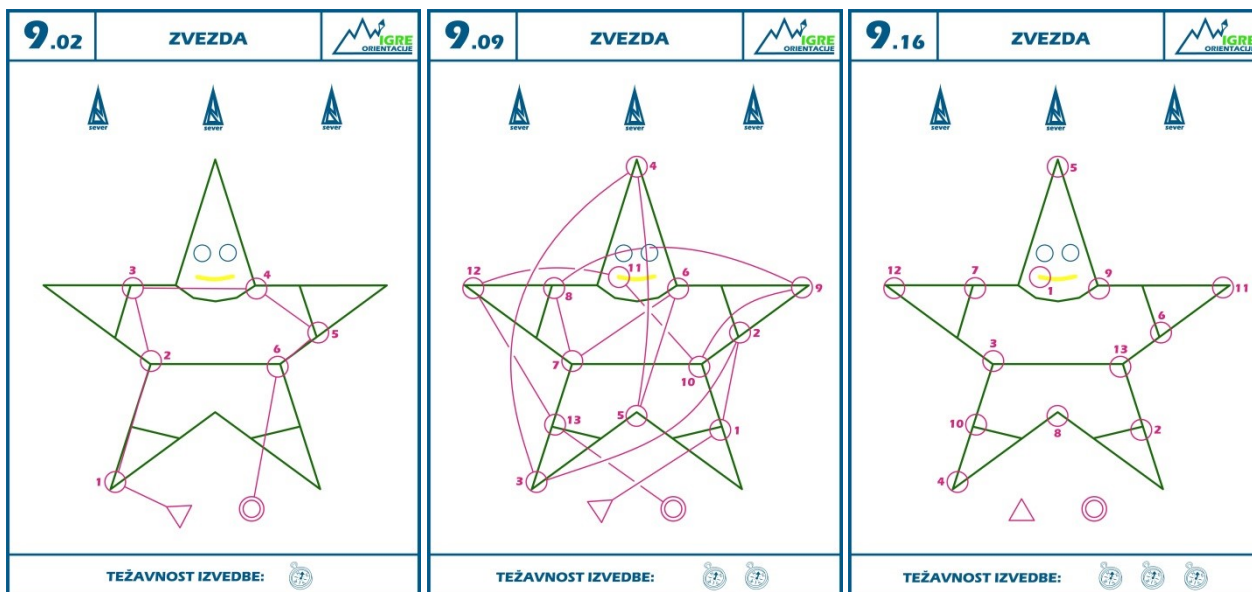 9.02
ZVEZDA
IGRE
ORIENTACIJE
sever
sever
sever
3
4
5
2
6
1
TEŽAVNOST IZVEDBE:
9.09
ZVEZDA
IGRE
ORIENTACIJE
sever
sever
sever
4
12
11
6
8
9
2
7
10
5
13
1
3
TEŽAVNOST IZVEDBE:
9.16
ZVEZDA
IGRE
ORIENTACIJE
sever
sever
sever
5
12
7
9
1
11
6
3
13
10
8
2
4
TEŽAVNOST IZVEDBE: